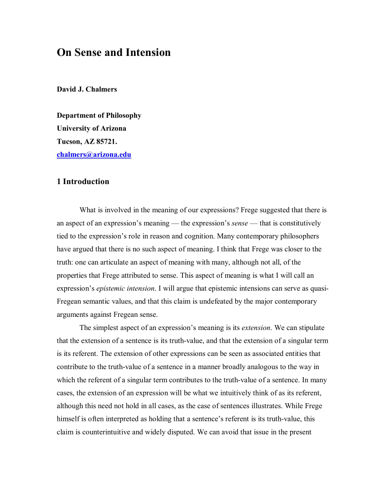 On Sense and Intension
David J. Chalmers
Department of Philosophy
University of Arizona
Tucson, AZ 85721.
chalmers@arizona.edu
1 Introduction
What is involved in the meaning of our expressions? Frege suggested that there is
an aspect of an expression’s meaning — the expression’s sense — that is constitutively
tied to the expression’s role in reason and cognition. Many contemporary philosophers
have argued that there is no such aspect of meaning. I think that Frege was closer to the
truth: one can articulate an aspect of meaning with many, although not all, of the
properties that Frege attributed to sense. This aspect of meaning is what I will call an
expression’s epistemic intension. I will argue that epistemic intensions can serve as quasi-
Fregean semantic values, and that this claim is undefeated by the major contemporary
arguments against Fregean sense.
The simplest aspect of an expression’s meaning is its extension. We can stipulate
that the extension of a sentence is its truth-value, and that the extension of a singular term
is its referent. The extension of other expressions can be seen as associated entities that
contribute to the truth-value of a sentence in a manner broadly analogous to the way in
which the referent of a singular term contributes to the truth-value of a sentence. In many
cases, the extension of an expression will be what we intuitively think of as its referent,
although this need not hold in all cases, as the case of sentences illustrates. While Frege
himself is often interpreted as holding that a sentence’s referent is its truth-value, this
claim is counterintuitive and widely disputed. We can avoid that issue in the present